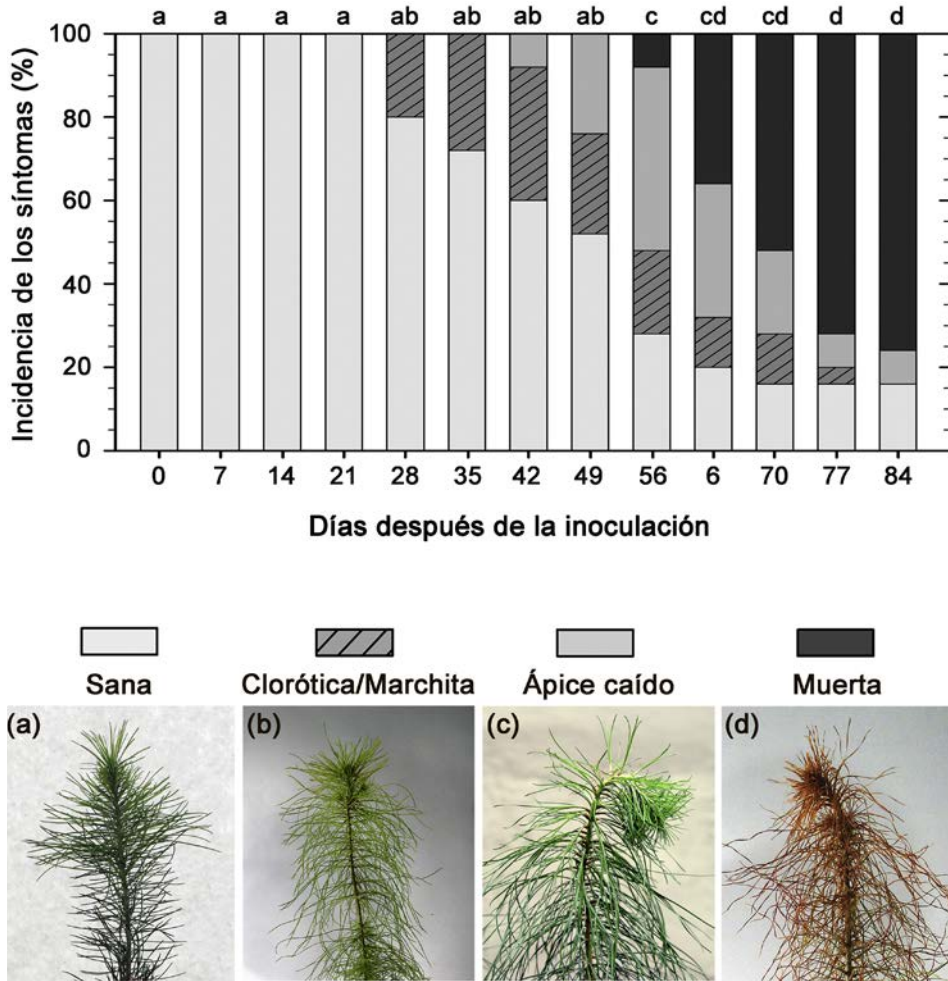 a a a a ab ab ab ab c cd cd d d
Incidencia de los síntomas (%)
100
80
60
40
20
0
0 7 14 21 28 35 42 49 56 6 70 77 84
Días después de la inoculación
Sana Clorótica/Marchita Ápice caído Muerta
(a) (b) (c) (d)